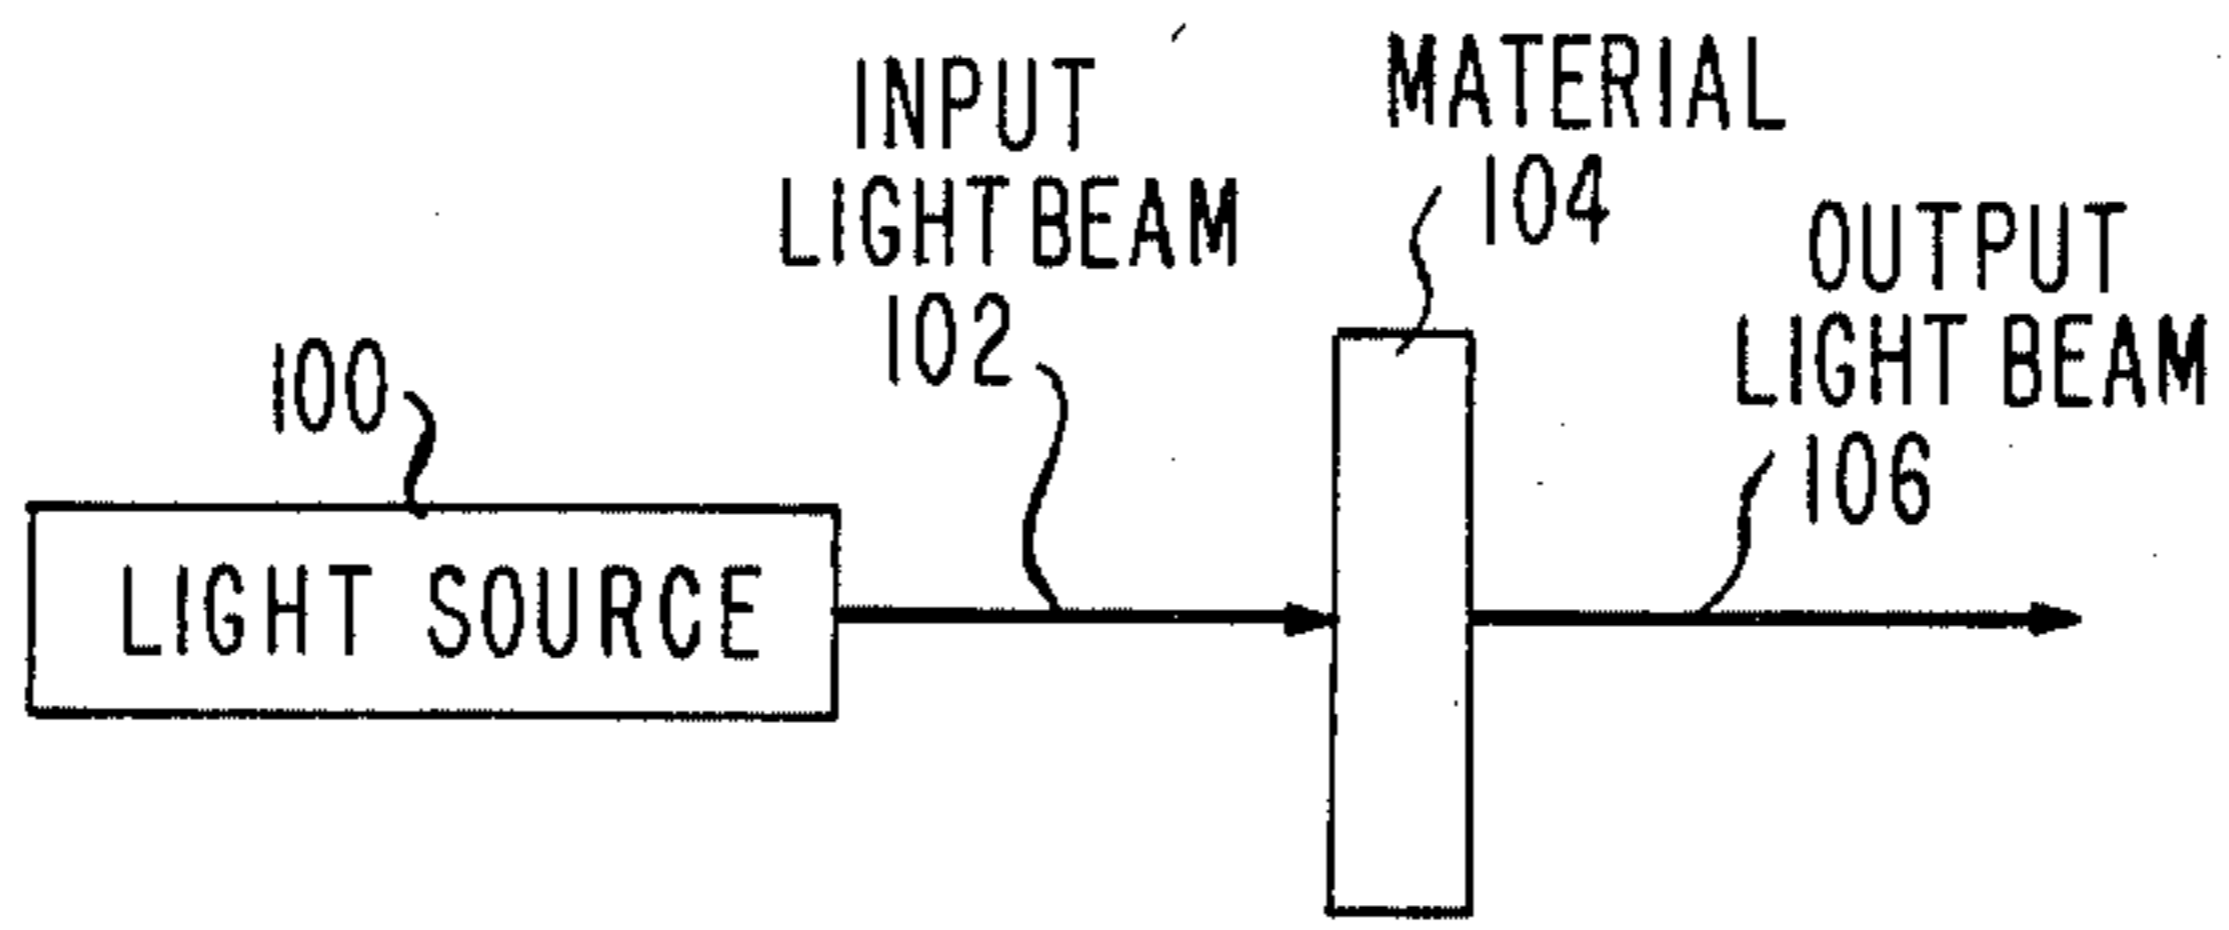 INPUT
LIGHT BEAM
102
MATERIAL
104
OUTPUT
LIGHT BEAM
106
100
LIGHT SOURCE